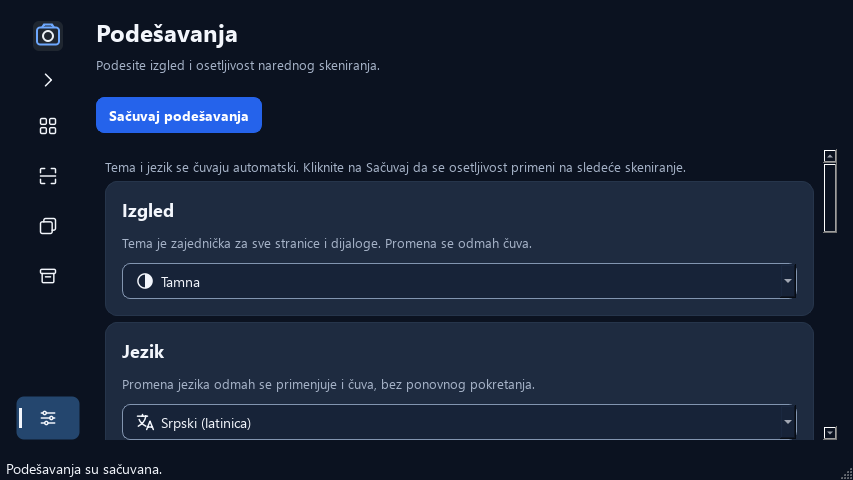 Podešavanja
Podesite izgled i osetljivost narednog skeniranja.
Sačuvaj podešavanja
Tema i jezik se čuvaju automatski. Kliknite na Sačuvaj da se osetljivost primeni na sledeće skeniranje.
Izgled
Tema je zajednička za sve stranice i dijaloge. Promena se odmah čuva.
Tamna
Jezik
Promena jezika odmah se primenjuje i čuva, bez ponovnog pokretanja.
Srpski (latinica)
Podešavanja su sačuvana.